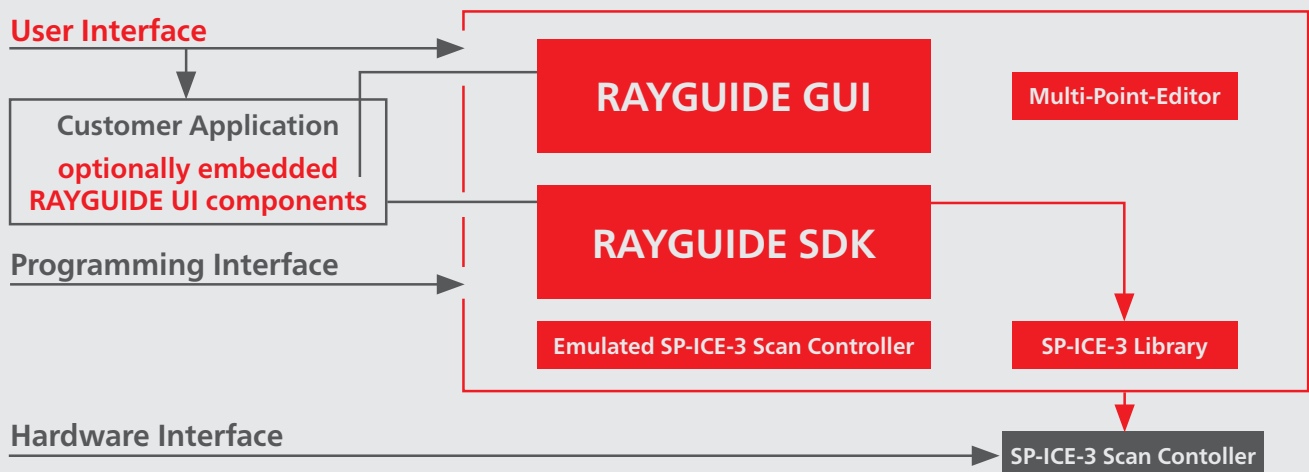 User Interface
Customer Application
optionally embedded
RAYGUIDE UI components
RAYGUIDE GUI
Multi-Point-Editor
RAYGUIDE SDK
Programming Interface
Emulated SP-ICE-3 Scan Controller
SP-ICE-3 Library
Hardware Interface
SP-ICE-3 Scan Contoller